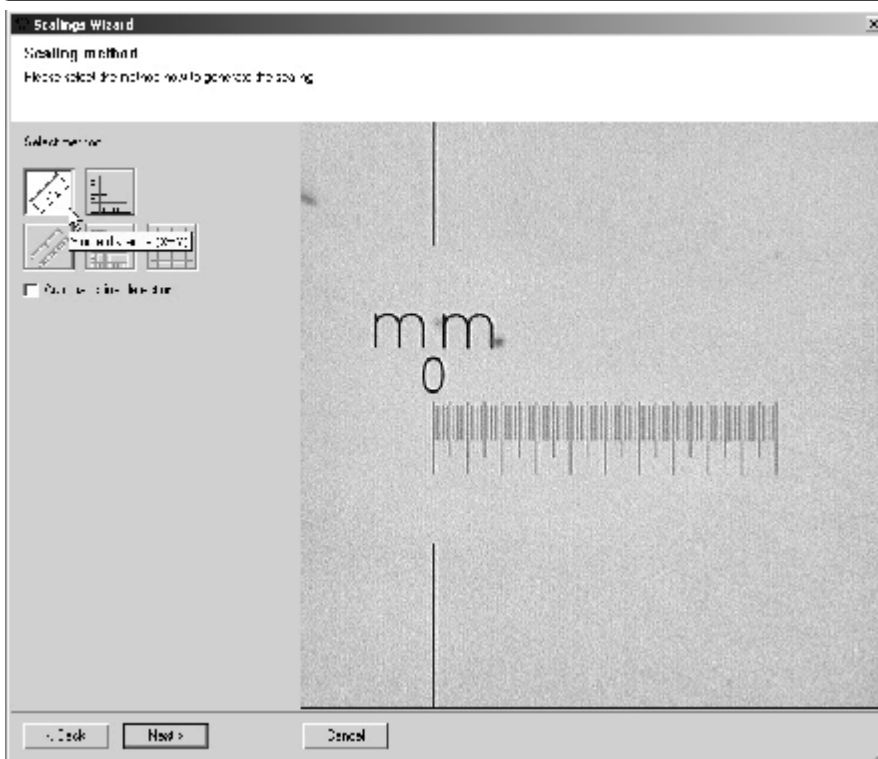 Scalings Wizard
Scaling method
Please select the method how to generate the scaling
Select method
mm
0
< Back
Next >
Cancel